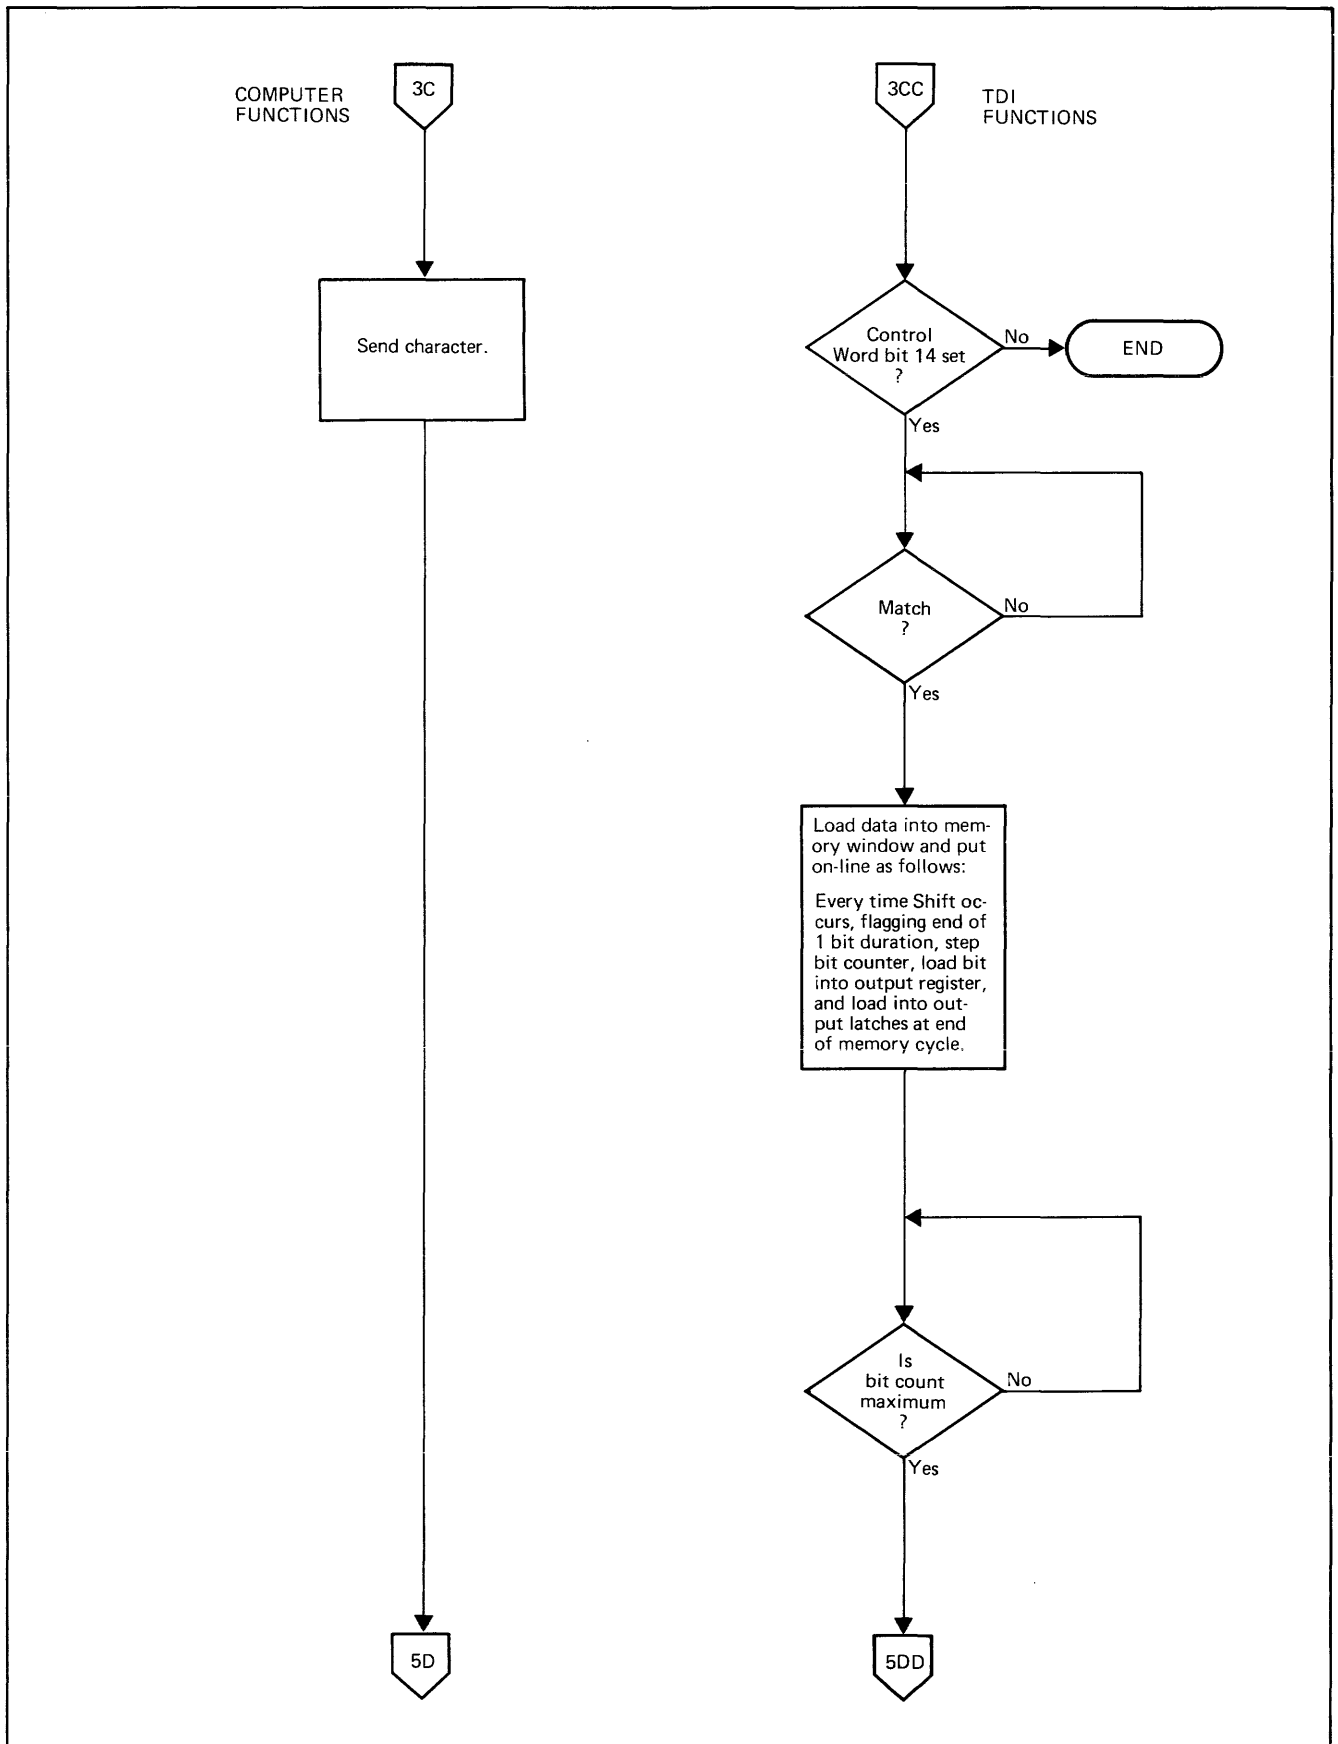 COMPUTER
FUNCTIONS
3C
Send character.
5D
3CC
TDI
FUNCTIONS
Control
Word bit 14 set
?
No
END
Yes
Match
?
No
Yes
Load data into mem-
ory window and put
on-line as follows:
Every time Shift oc-
curs, flagging end of
1 bit duration, step
bit counter, load bit
into output register,
and load into out-
put latches at end
of memory cycle.
Is
bit count
maximum
?
No
Yes
5DD